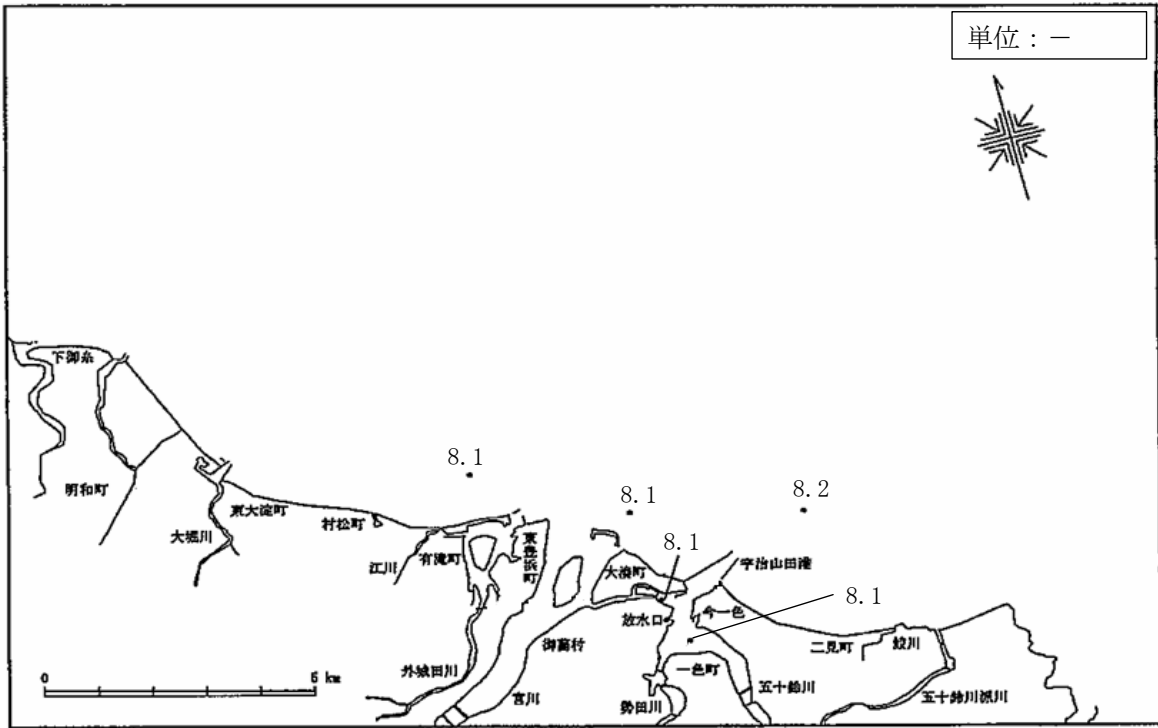 単位：－
下御糸
8.1
8.1
8.2
明和町
東大淀町
村松町
大堀川
江川
有滝町
東豊浜町
大湊町
8.1
宇治山田港
今一色
8.1
放水口
御薗村
二見町
鮫川
外城田川
一色町
宮川
勢田川
五十鈴川
五十鈴川派川
0
5 km